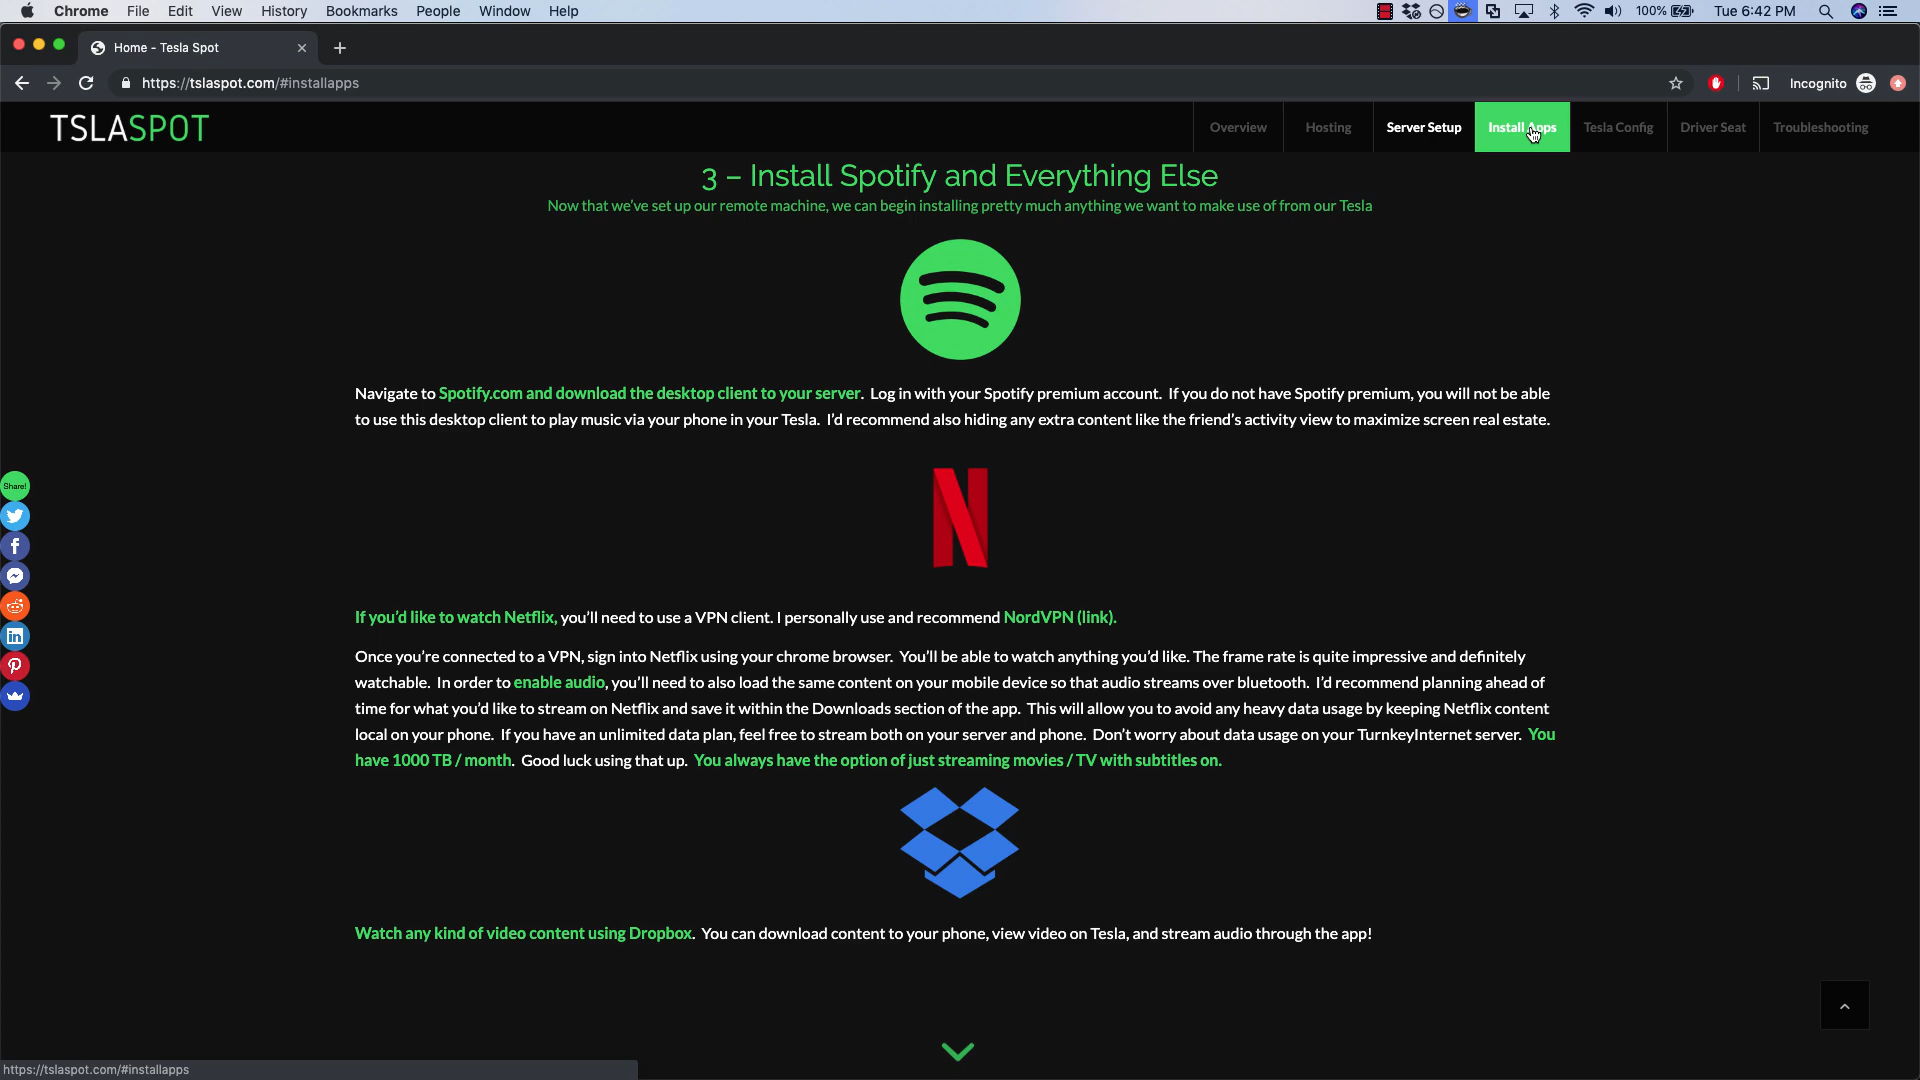 Chrome File Edit View History Bookmarks People Window Help
100% Tue 6:42 PM
Home - Tesla Spot
https://tslaspot.com/#installapps
Incognito
TSLASPOT
Overview
Hosting
Server Setup
Install Apps
Tesla Config
Driver Seat
Troubleshooting
3 – Install Spotify and Everything Else
Now that we've set up our remote machine, we can begin installing pretty much anything we want to make use of from our Tesla
Navigate to Spotify.com and download the desktop client to your server. Log in with your Spotify premium account. If you do not have Spotify premium, you will not be able
to use this desktop client to play music via your phone in your Tesla. I'd recommend also hiding any extra content like the friend's activity view to maximize screen real estate.
Share!
If you'd like to watch Netflix, you'll need to use a VPN client. I personally use and recommend NordVPN (link).
Once you're connected to a VPN, sign into Netflix using your chrome browser. You'll be able to watch anything you'd like. The frame rate is quite impressive and definitely
watchable. In order to enable audio, you'll need to also load the same content on your mobile device so that audio streams over bluetooth. I'd recommend planning ahead of
time for what you'd like to stream on Netflix and save it within the Downloads section of the app. This will allow you to avoid any heavy data usage by keeping Netflix content
local on your phone. If you have an unlimited data plan, feel free to stream both on your server and phone. Don't worry about data usage on your TurnkeyInternet server. You
have 1000 TB / month. Good luck using that up. You always have the option of just streaming movies / TV with subtitles on.
Watch any kind of video content using Dropbox. You can download content to your phone, view video on Tesla, and stream audio through the app!
https://tslaspot.com/#installapps